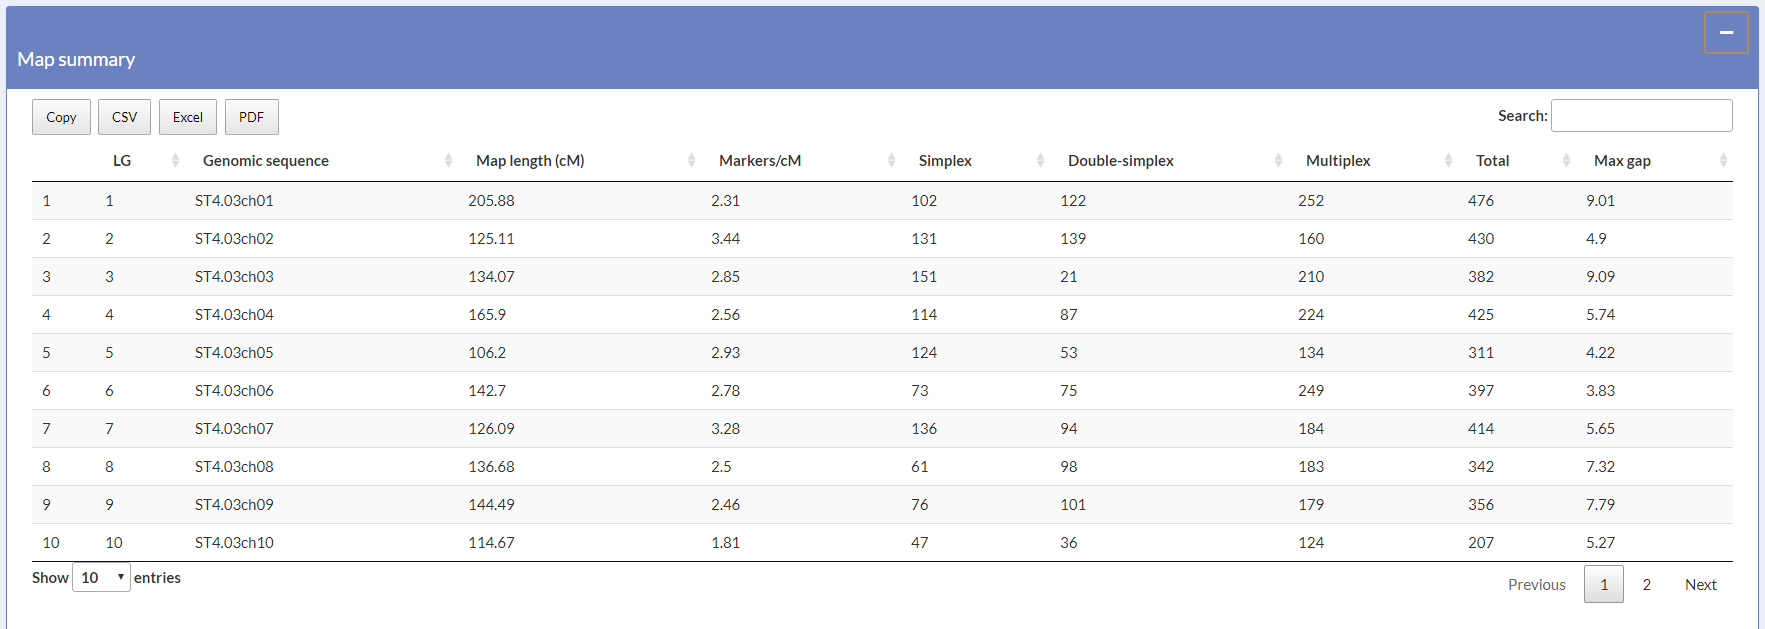 Map summary
Copy CSV Excel PDF Search:
LG Genomic sequence Map length (cM) Markers/cM Simplex Double-simplex Multiplex Total Max gap
1 1 ST4.03ch01 205.88 2.31 102 122 252 476 9.01
2 2 ST4.03ch02 125.11 3.44 131 139 160 430 4.9
3 3 ST4.03ch03 134.07 2.85 151 21 210 382 9.09
4 4 ST4.03ch04 165.9 2.56 114 87 224 425 5.74
5 5 ST4.03ch05 106.2 2.93 124 53 134 311 4.22
6 6 ST4.03ch06 142.7 2.78 73 75 249 397 3.83
7 7 ST4.03ch07 126.09 3.28 136 94 184 414 5.65
8 8 ST4.03ch08 136.68 2.5 61 98 183 342 7.32
9 9 ST4.03ch09 144.49 2.46 76 101 179 356 7.79
10 10 ST4.03ch10 114.67 1.81 47 36 124 207 5.27
Show 10 entries
Previous 1 2 Next